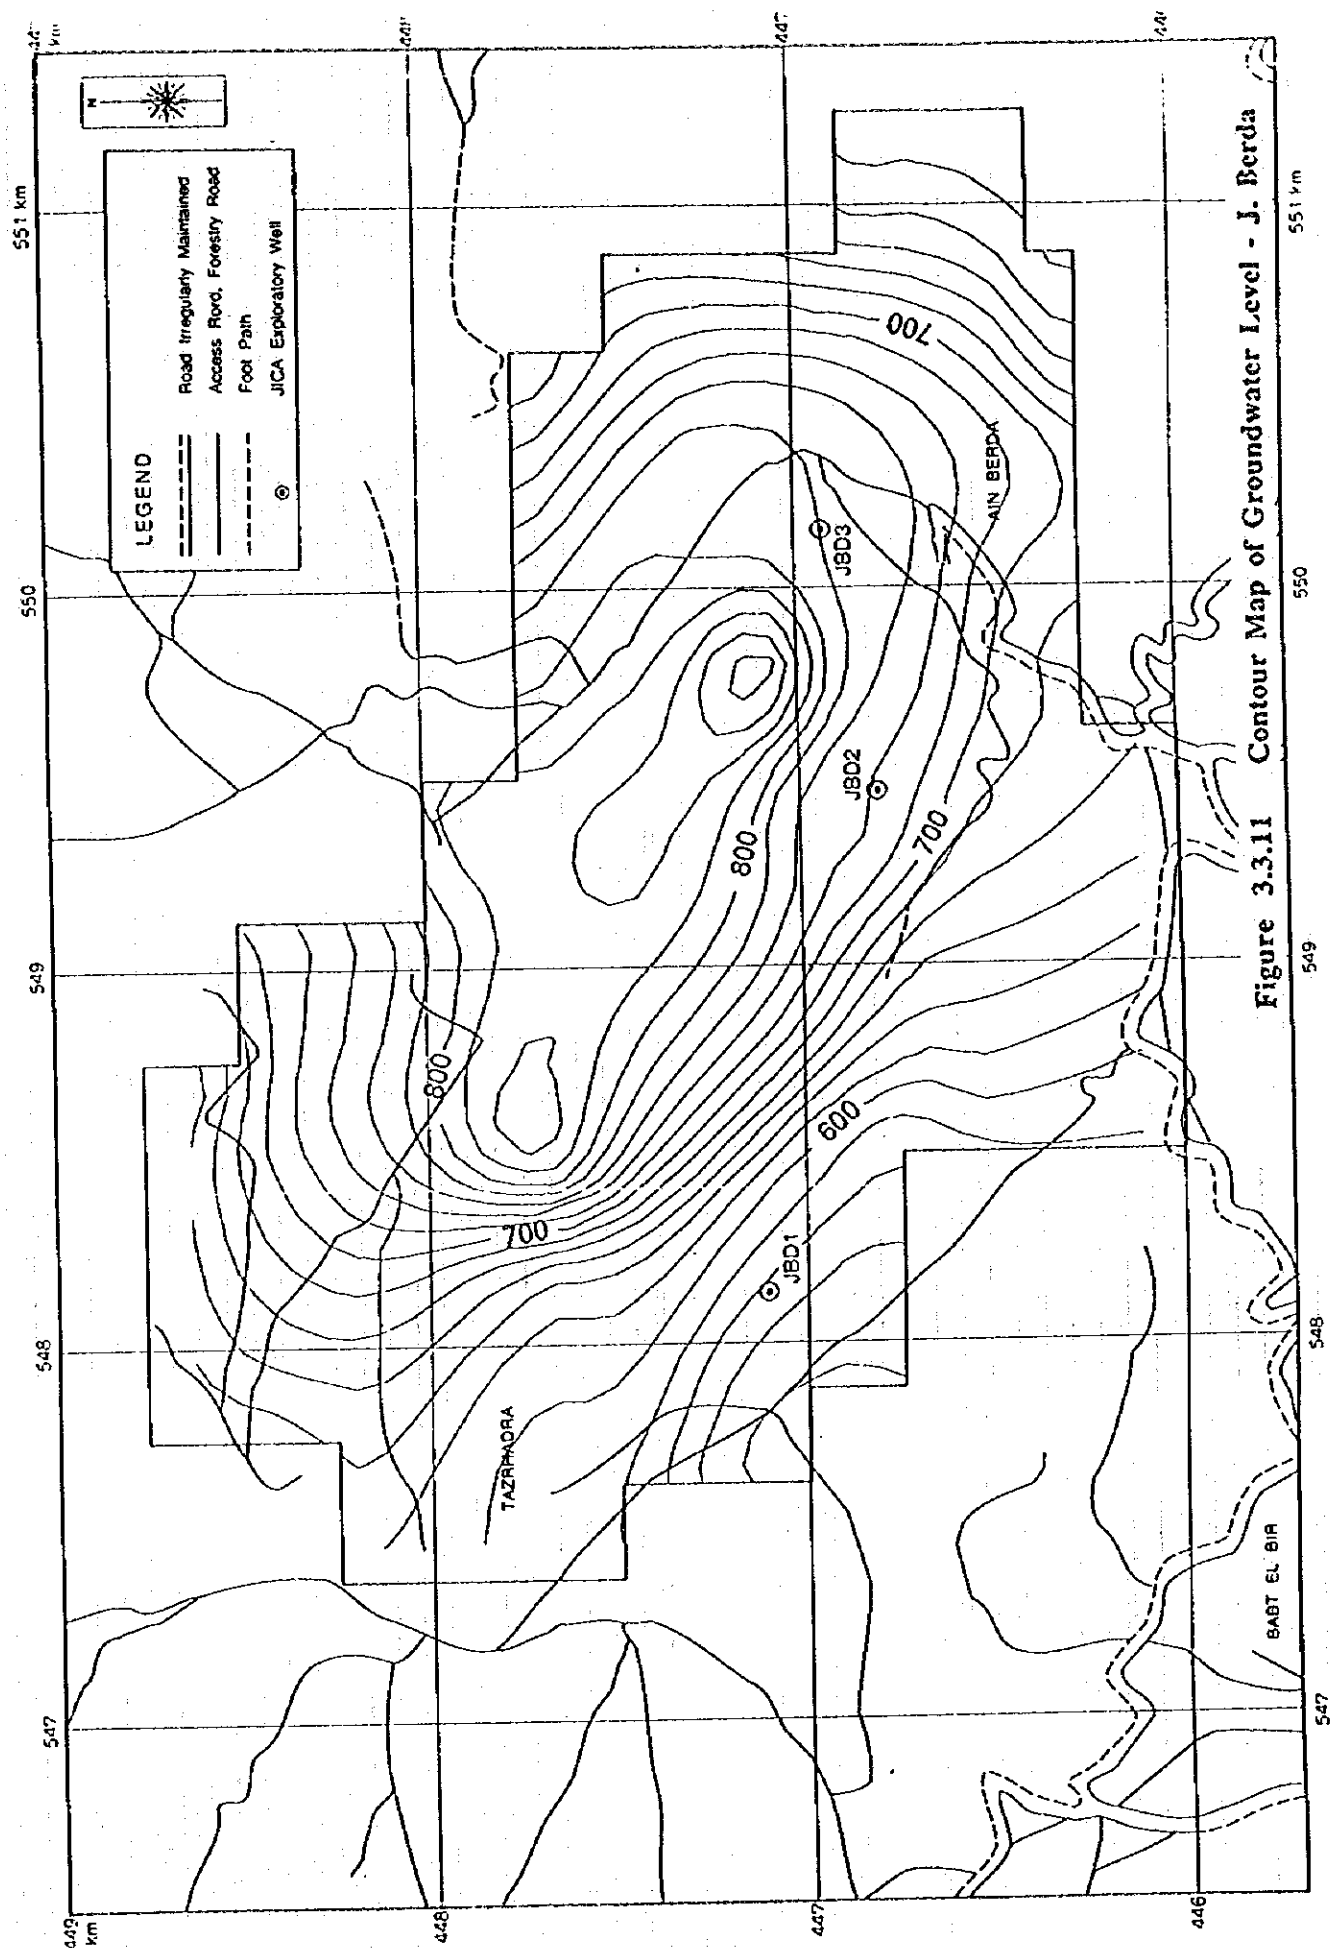 551 km
550
549
548
547
449
km
448
447
446
N
LEGEND
Road Irregularly Maintained
Access Rord, Forestry Road
Foot Path
JICA Exploratory Well
800
800
700
700
700
600
JBD1
JBD2
JBD3
TAZRHADRA
AIN BERDA
BABT EL BIR
551 km
550
549
548
547
Figure 3.3.11 Contour Map of Groundwater Level - J. Berda